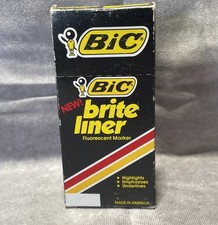 BiC
BiC
NEW!
brite
liner
Fluorescent Marker
• Highlights
• Emphasizes
• Underlines
MADE IN AMERICA